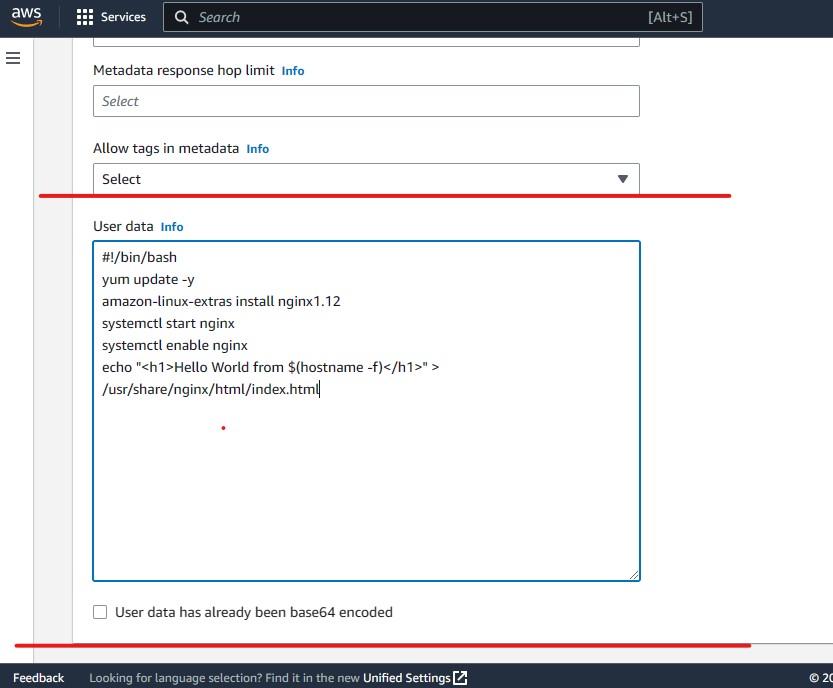 aws
Services
Search
[Alt+S]
Metadata response hop limit Info
Select
Allow tags in metadata Info
Select
User data Info
#!/bin/bash
yum update -y
amazon-linux-extras install nginx1.12
systemctl start nginx
systemctl enable nginx
echo "<h1>Hello World from $(hostname -f)</h1>" >
/usr/share/nginx/html/index.html
User data has already been base64 encoded
Feedback
Looking for language selection? Find it in the new Unified Settings
© 20